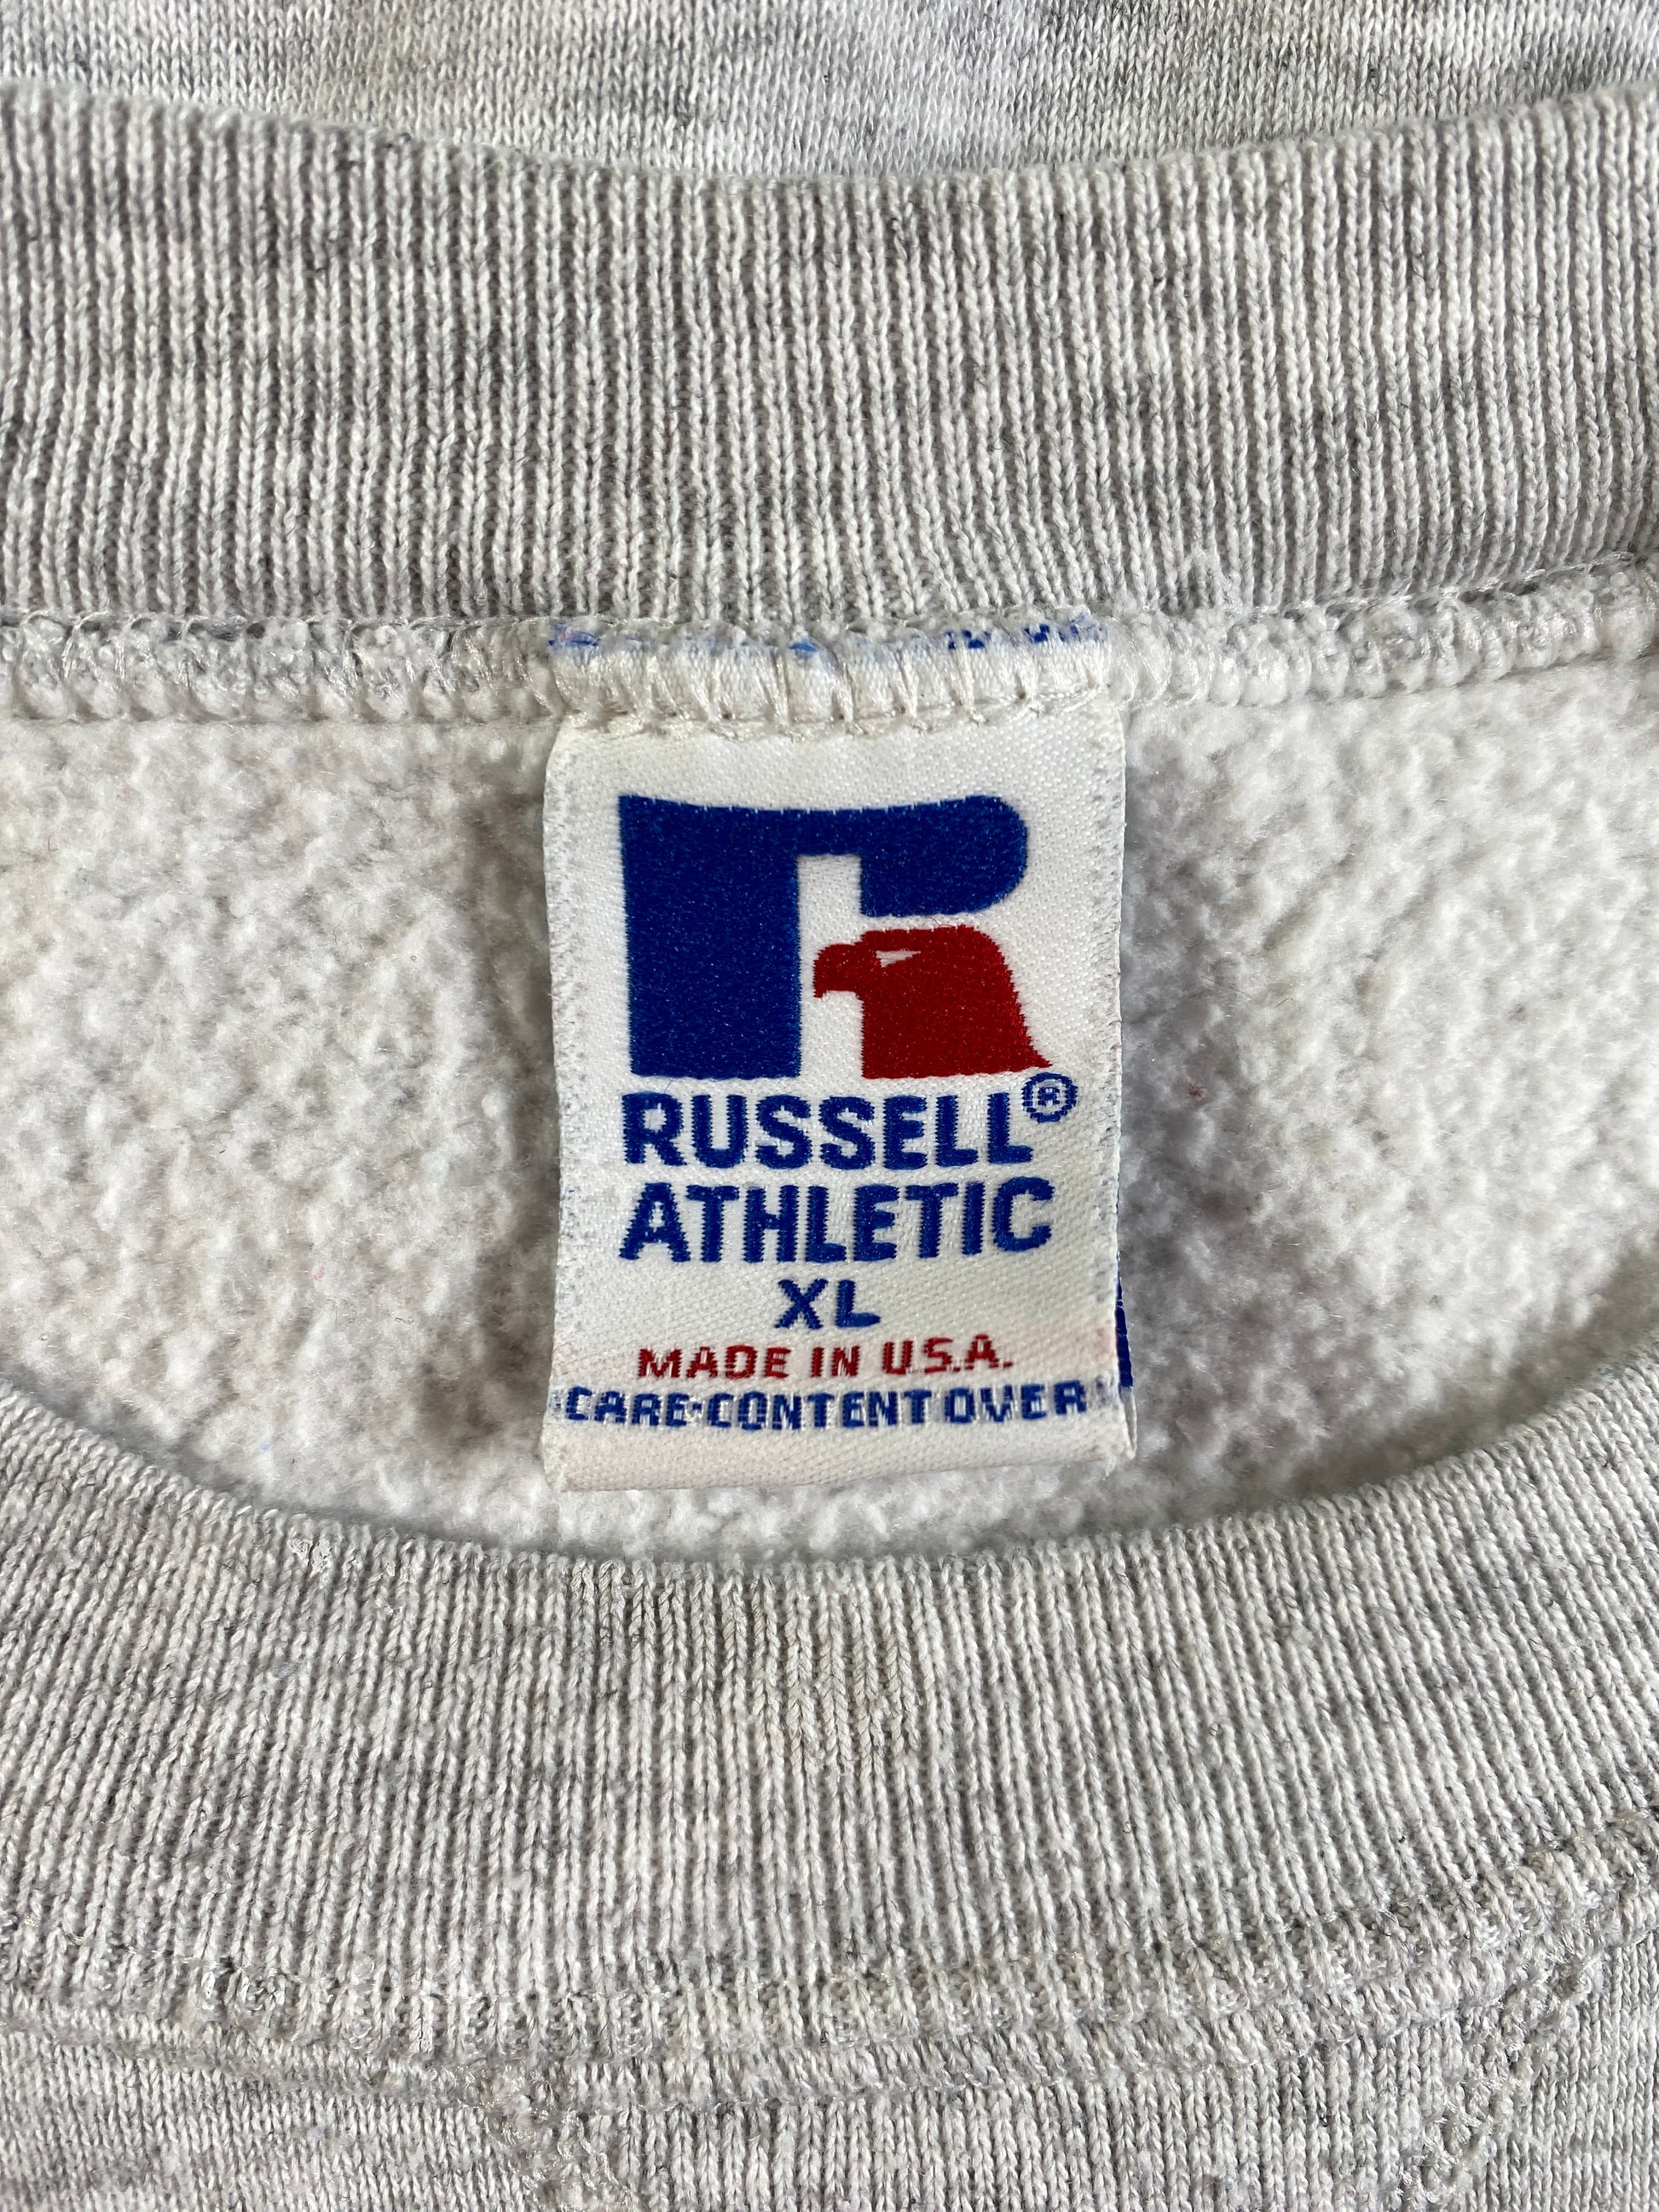 RUSSELL®
ATHLETIC
XL
MADE IN U.S.A.
CARE·CONTENT OVER